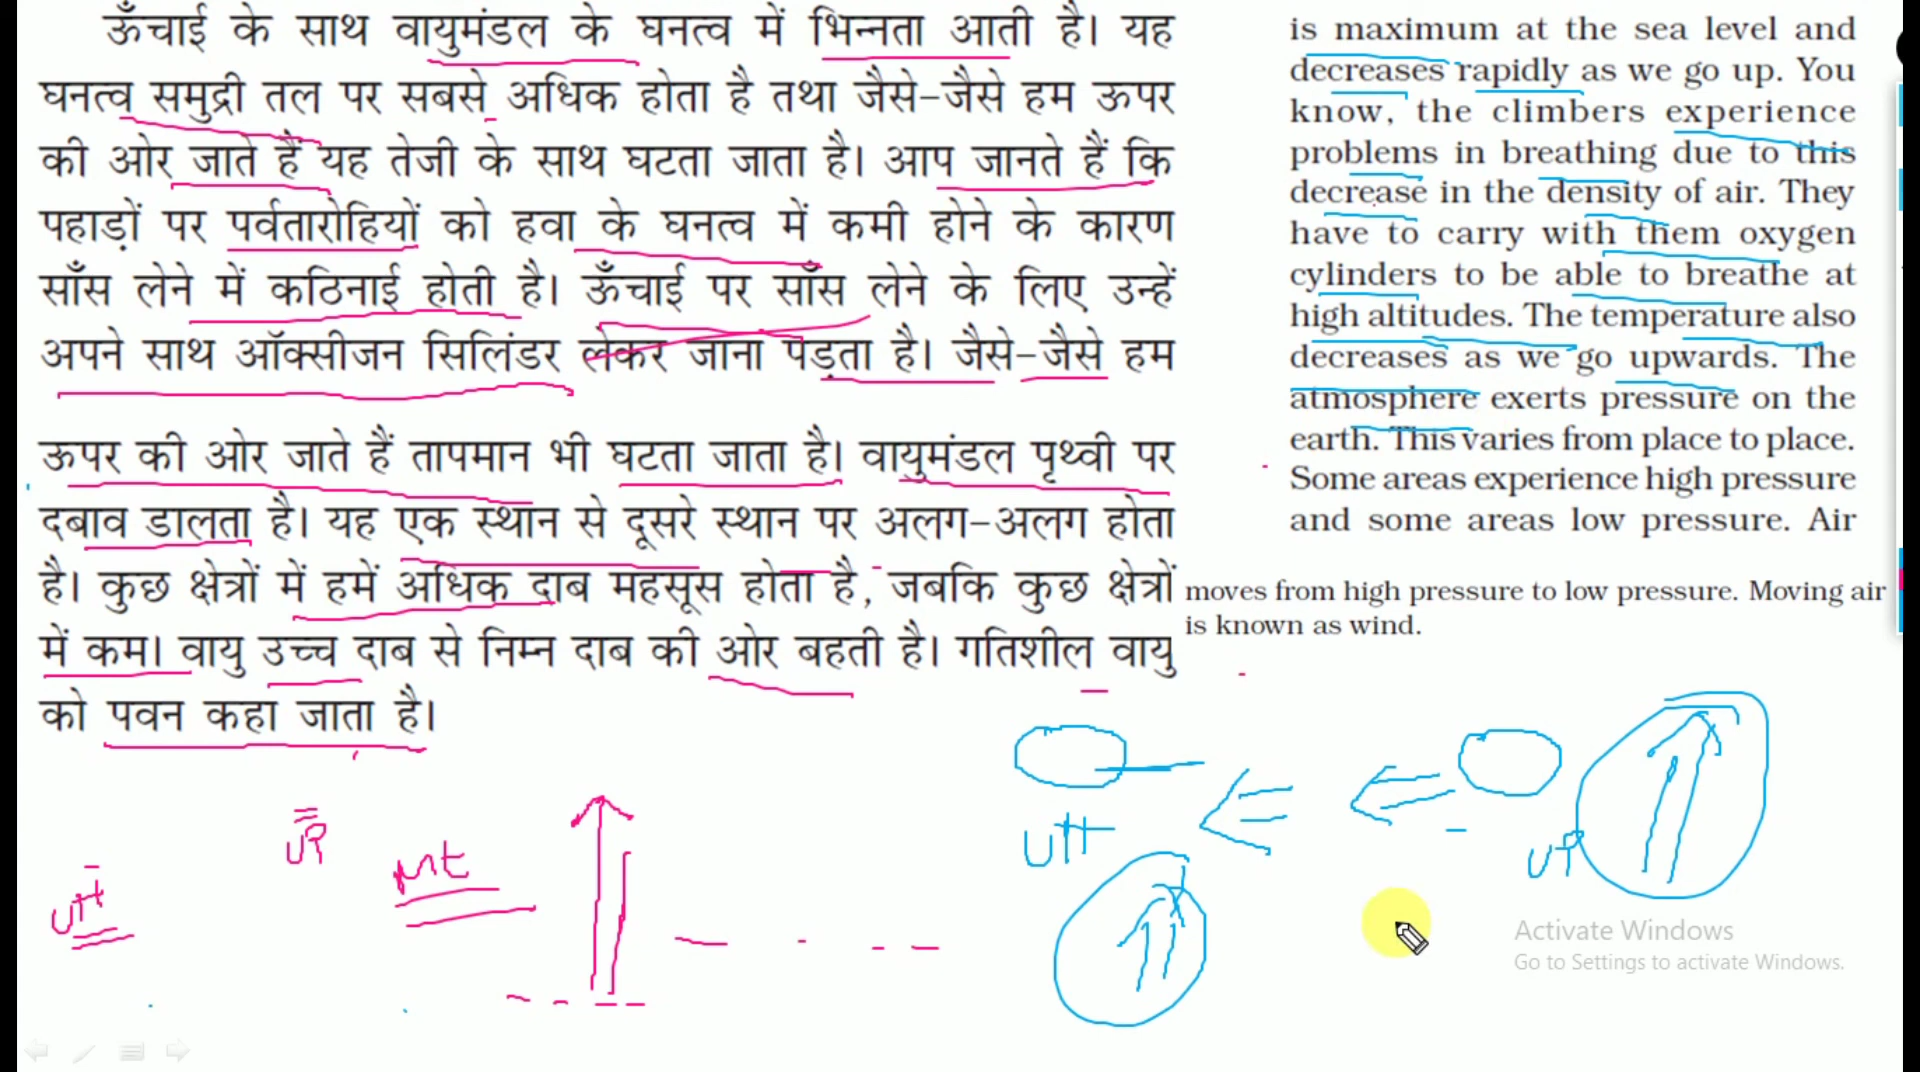 ऊँचाई के साथ वायुमंडल के घनत्व में भिन्नता आती है। यह
घनत्व समुद्री तल पर सबसे अधिक होता है तथा जैसे-जैसे हम ऊपर
की ओर जाते हैं यह तेजी के साथ घटता जाता है। आप जानते हैं कि
पहाड़ों पर पर्वतारोहियों को हवा के घनत्व में कमी होने के कारण
साँस लेने में कठिनाई होती है। ऊँचाई पर साँस लेने के लिए उन्हें
अपने साथ ऑक्सीजन सिलिंडर लेकर जाना पड़ता है। जैसे-जैसे हम
ऊपर की ओर जाते हैं तापमान भी घटता जाता है। वायुमंडल पृथ्वी पर
दबाव डालता है। यह एक स्थान से दूसरे स्थान पर अलग-अलग होता
है। कुछ क्षेत्रों में हमें अधिक दाब महसूस होता है, जबकि कुछ क्षेत्रों
में कम। वायु उच्च दाब से निम्न दाब की ओर बहती है। गतिशील वायु
को पवन कहा जाता है।
is maximum at the sea level and
decreases rapidly as we go up. You
know, the climbers experience
problems in breathing due to this
decrease in the density of air. They
have to carry with them oxygen
cylinders to be able to breathe at
high altitudes. The temperature also
decreases as we go upwards. The
atmosphere exerts pressure on the
earth. This varies from place to place.
Some areas experience high pressure
and some areas low pressure. Air
moves from high pressure to low pressure. Moving air
is known as wind.
UP
Mt
UH
UH
UP
Activate Windows
Go to Settings to activate Windows.